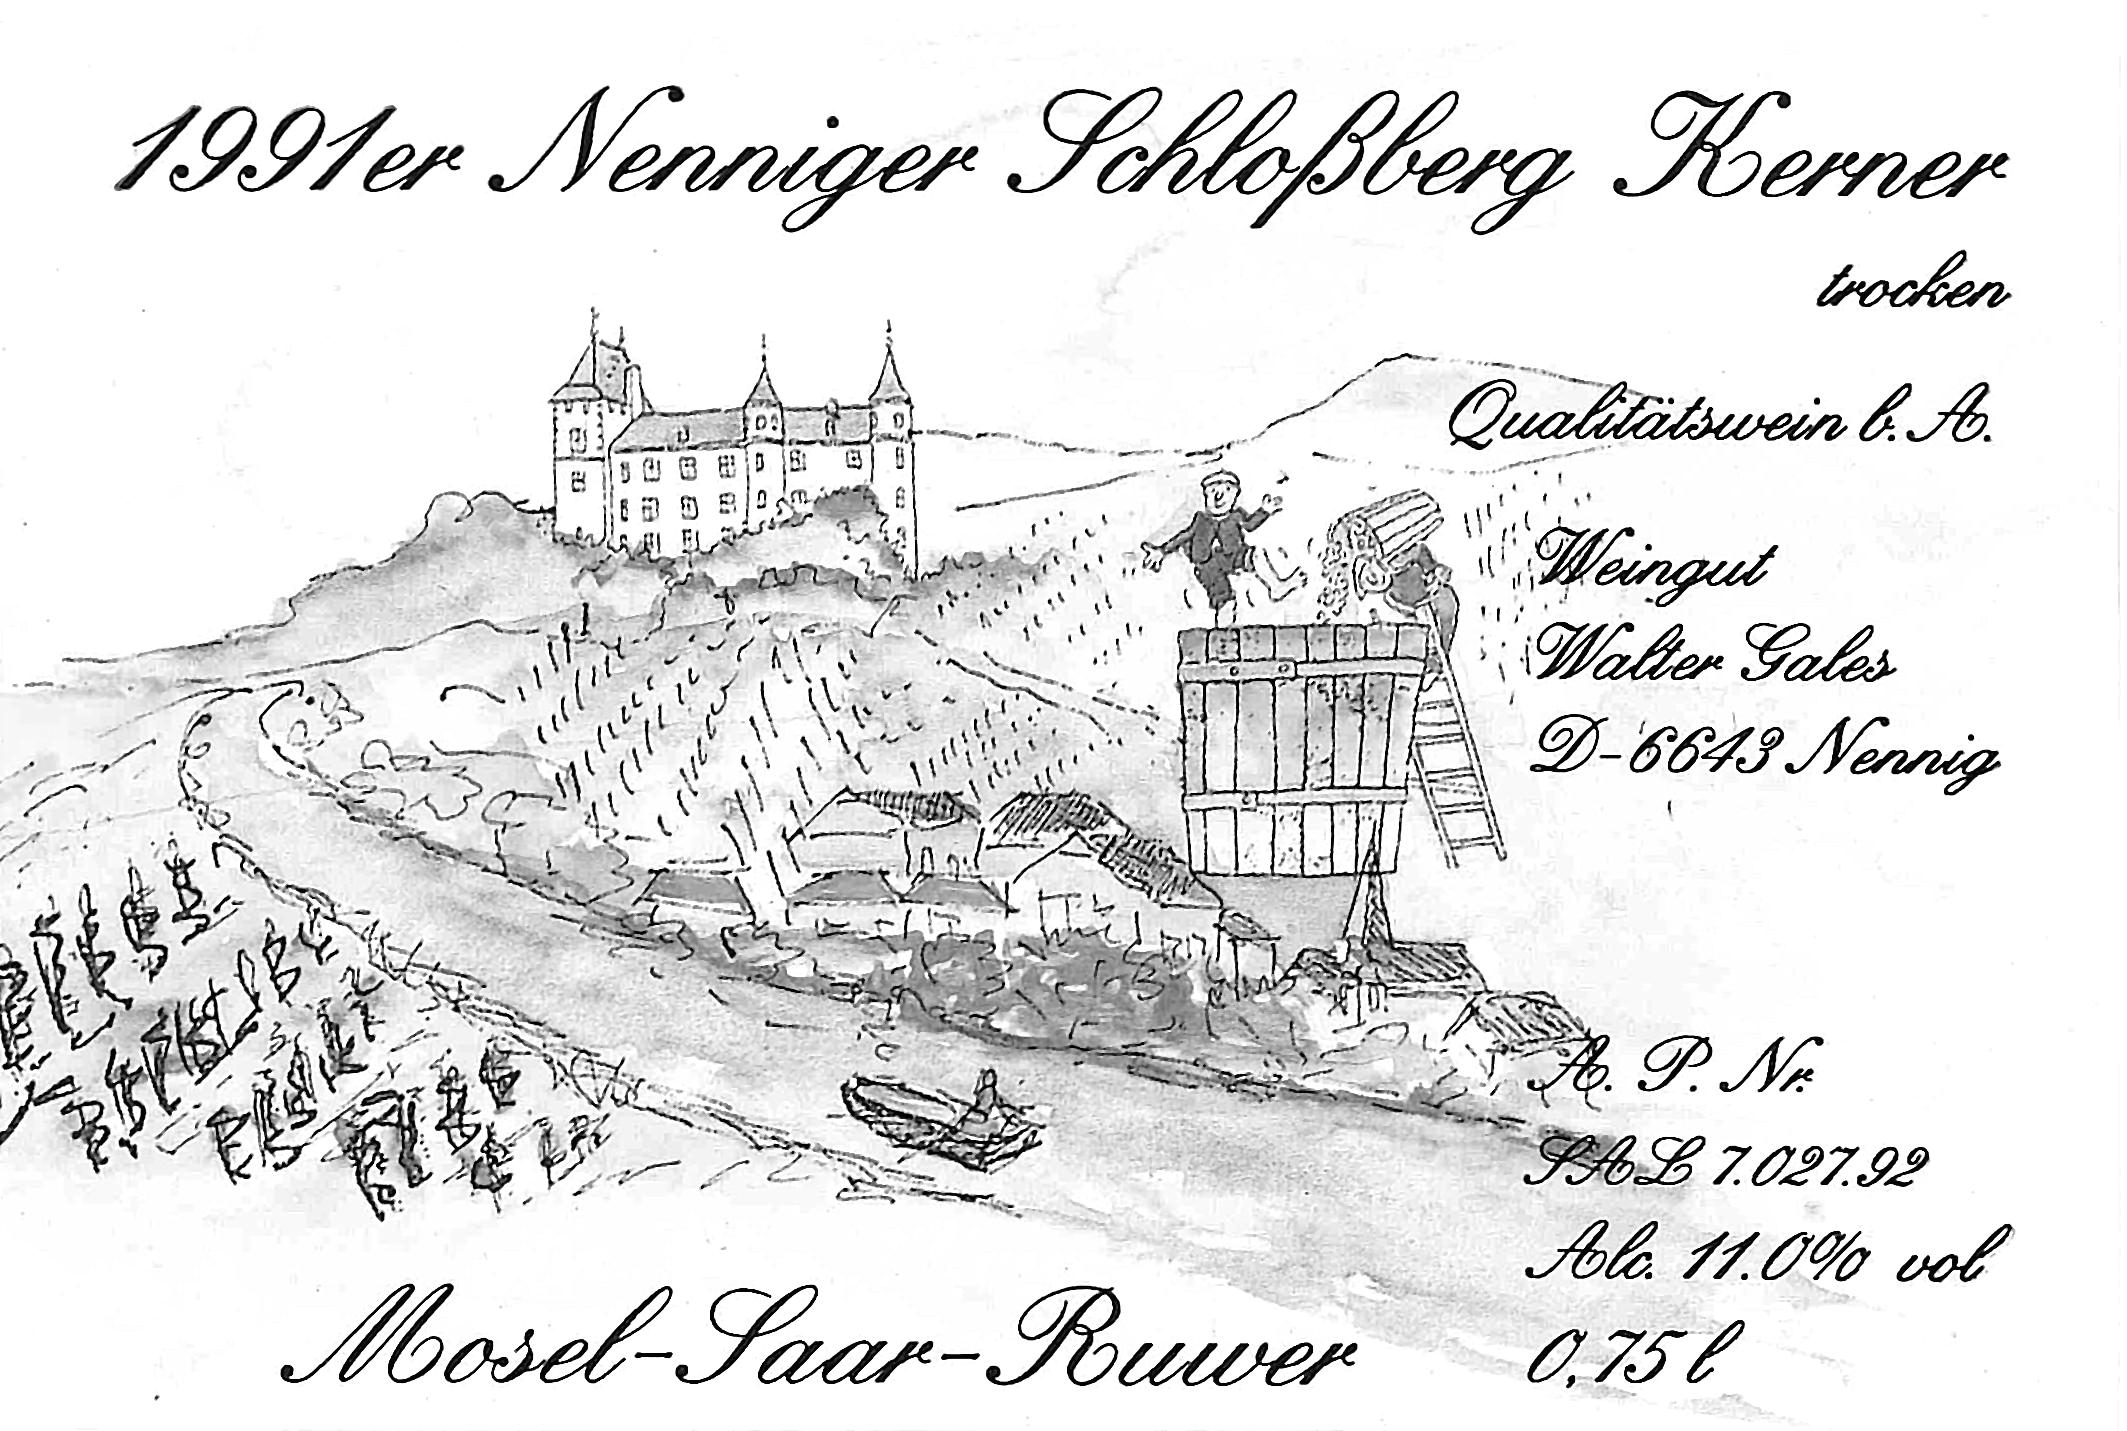 1991er Nenniger Schloßberg Kerner
trocken
Qualitätswein b. A.
Weingut
Walter Gales
D-6643 Nennig
A. P. Nr.
SAL 7.027.92
Alc. 11.0% vol
0,75 l
Mosel-Saar-Ruwer